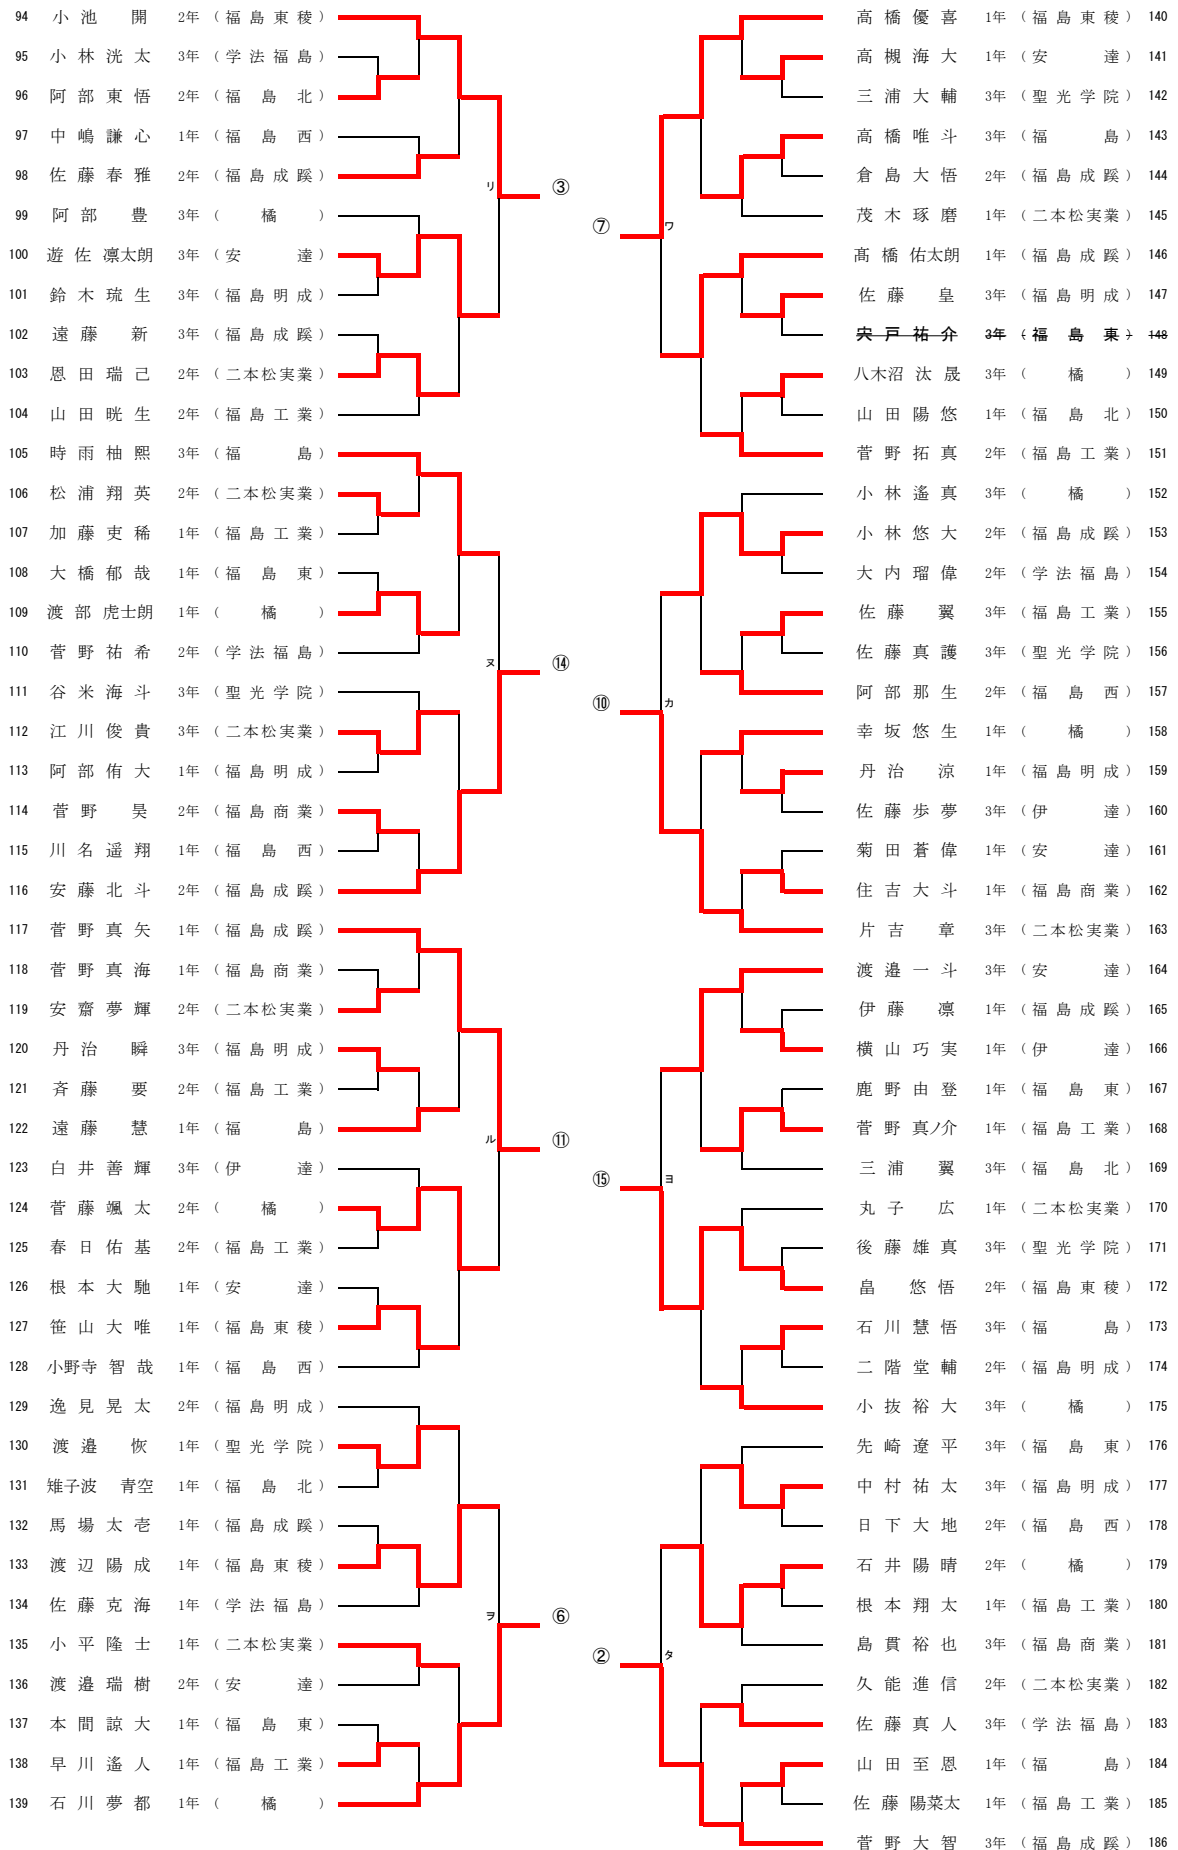 94 小池 開 2年 (福島東稜)
95 小林洸太 3年 (学法福島)
96 阿部東悟 2年 (福島北)
97 中嶋謙心 1年 (福島西)
98 佐藤春雅 2年 (福島成蹊)
99 阿部 豊 3年 (橘)
100 遊佐 凛太朗 3年 (安達)
101 鈴木琉生 3年 (福島明成)
102 遠藤 新 3年 (福島成蹊)
103 恩田瑞己 2年 (二本松実業)
104 山田晄生 2年 (福島工業)
105 時雨柚熙 3年 (福島)
106 松浦翔英 2年 (二本松実業)
107 加藤吏稀 1年 (福島工業)
108 大橋郁哉 1年 (福島東)
109 渡部 虎士朗 1年 (橘)
110 菅野祐希 2年 (学法福島)
111 谷米海斗 3年 (聖光学院)
112 江川俊貴 3年 (二本松実業)
113 阿部侑大 1年 (福島明成)
114 菅野 昊 2年 (福島商業)
115 川名遥翔 1年 (福島西)
116 安藤北斗 2年 (福島成蹊)
117 菅野真矢 1年 (福島成蹊)
118 菅野真海 1年 (福島商業)
119 安齋夢輝 2年 (二本松実業)
120 丹治 瞬 3年 (福島明成)
121 斉藤 要 2年 (福島工業)
122 遠藤 慧 1年 (福島)
123 白井善輝 3年 (伊達)
124 菅藤颯太 2年 (橘)
125 春日佑基 2年 (福島工業)
126 根本大馳 1年 (安達)
127 笹山大唯 1年 (福島東稜)
128 小野寺 智哉 1年 (福島西)
129 逸見晃太 2年 (福島明成)
130 渡邉 恢 1年 (聖光学院)
131 雉子波 青空 1年 (福島北)
132 馬場太壱 1年 (福島成蹊)
133 渡辺陽成 1年 (福島東稜)
134 佐藤克海 1年 (学法福島)
135 小平隆士 1年 (二本松実業)
136 渡邉瑞樹 2年 (安達)
137 本間諒大 1年 (福島東)
138 早川遙人 1年 (福島工業)
139 石川夢都 1年 (橘)
リ ③
ヌ ⑭
ル ⑪
ヲ ⑥
⑦ ワ
⑩ カ
⑮ ヨ
② タ
高橋優喜 1年 (福島東稜) 140
高槻海大 1年 (安達) 141
三浦大輔 3年 (聖光学院) 142
高橋唯斗 3年 (福島) 143
倉島大悟 2年 (福島成蹊) 144
茂木琢磨 1年 (二本松実業) 145
髙橋 佑太朗 1年 (福島成蹊) 146
佐藤 皇 3年 (福島明成) 147
宍戸祐介 3年 (福島東) 148
八木沼 汰晟 3年 (橘) 149
山田陽悠 1年 (福島北) 150
菅野拓真 2年 (福島工業) 151
小林遙真 3年 (橘) 152
小林悠大 2年 (福島成蹊) 153
大内瑠偉 2年 (学法福島) 154
佐藤 翼 3年 (福島工業) 155
佐藤真護 3年 (聖光学院) 156
阿部那生 2年 (福島西) 157
幸坂悠生 1年 (橘) 158
丹治 涼 1年 (福島明成) 159
佐藤歩夢 3年 (伊達) 160
菊田蒼偉 1年 (安達) 161
住吉大斗 1年 (福島商業) 162
片吉 章 3年 (二本松実業) 163
渡邉一斗 3年 (安達) 164
伊藤 凛 1年 (福島成蹊) 165
横山巧実 1年 (伊達) 166
鹿野由登 1年 (福島東) 167
菅野 真ノ介 1年 (福島工業) 168
三浦 翼 3年 (福島北) 169
丸子 広 1年 (二本松実業) 170
後藤雄真 3年 (聖光学院) 171
畠 悠悟 2年 (福島東稜) 172
石川慧悟 3年 (福島) 173
二階堂輔 2年 (福島明成) 174
小抜裕大 3年 (橘) 175
先崎遼平 3年 (福島東) 176
中村祐太 3年 (福島明成) 177
日下大地 2年 (福島西) 178
石井陽晴 2年 (橘) 179
根本翔太 1年 (福島工業) 180
島貫裕也 3年 (福島商業) 181
久能進信 2年 (二本松実業) 182
佐藤真人 3年 (学法福島) 183
山田至恩 1年 (福島) 184
佐藤 陽菜太 1年 (福島工業) 185
菅野大智 3年 (福島成蹊) 186